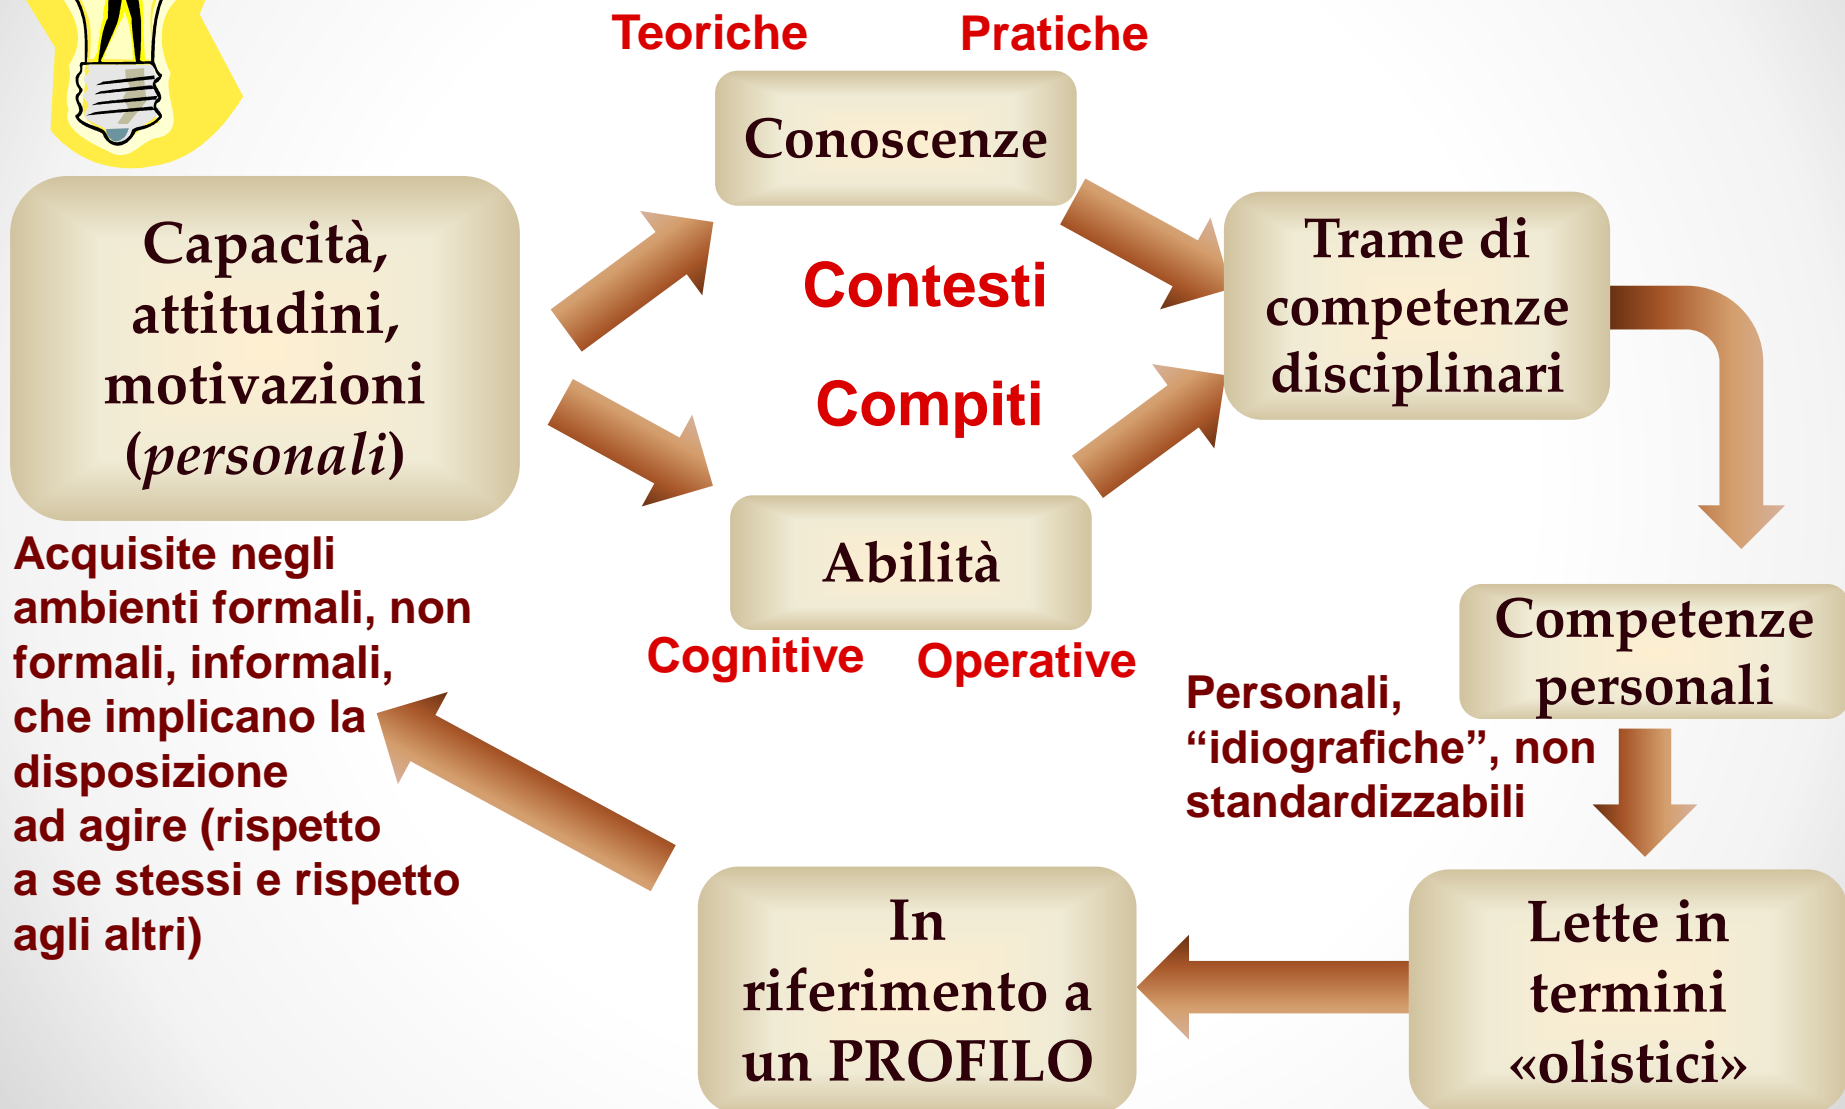 Teoriche
Pratiche
Conoscenze
Capacità,
attitudini,
motivazioni
(personali)
Contesti
Compiti
Trame di
competenze
disciplinari
Abilità
Cognitive
Operative
Acquisite negli
ambienti formali, non
formali, informali,
che implicano la
disposizione
ad agire (rispetto
a se stessi e rispetto
agli altri)
Competenze
personali
Personali,
“idiografiche”, non
standardizzabili
In
riferimento a
un PROFILO
Lette in
termini
«olistici»